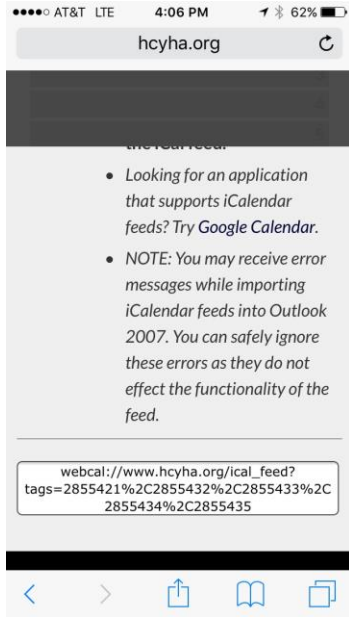 AT&T LTE 4:06 PM 62%
hcyha.org
the iCal feed.
• Looking for an application
that supports iCalendar
feeds? Try Google Calendar.
• NOTE: You may receive error
messages while importing
iCalendar feeds into Outlook
2007. You can safely ignore
these errors as they do not
effect the functionality of the
feed.
webcal://www.hcyha.org/ical_feed?
tags=2855421%2C2855432%2C2855433%2C
2855434%2C2855435